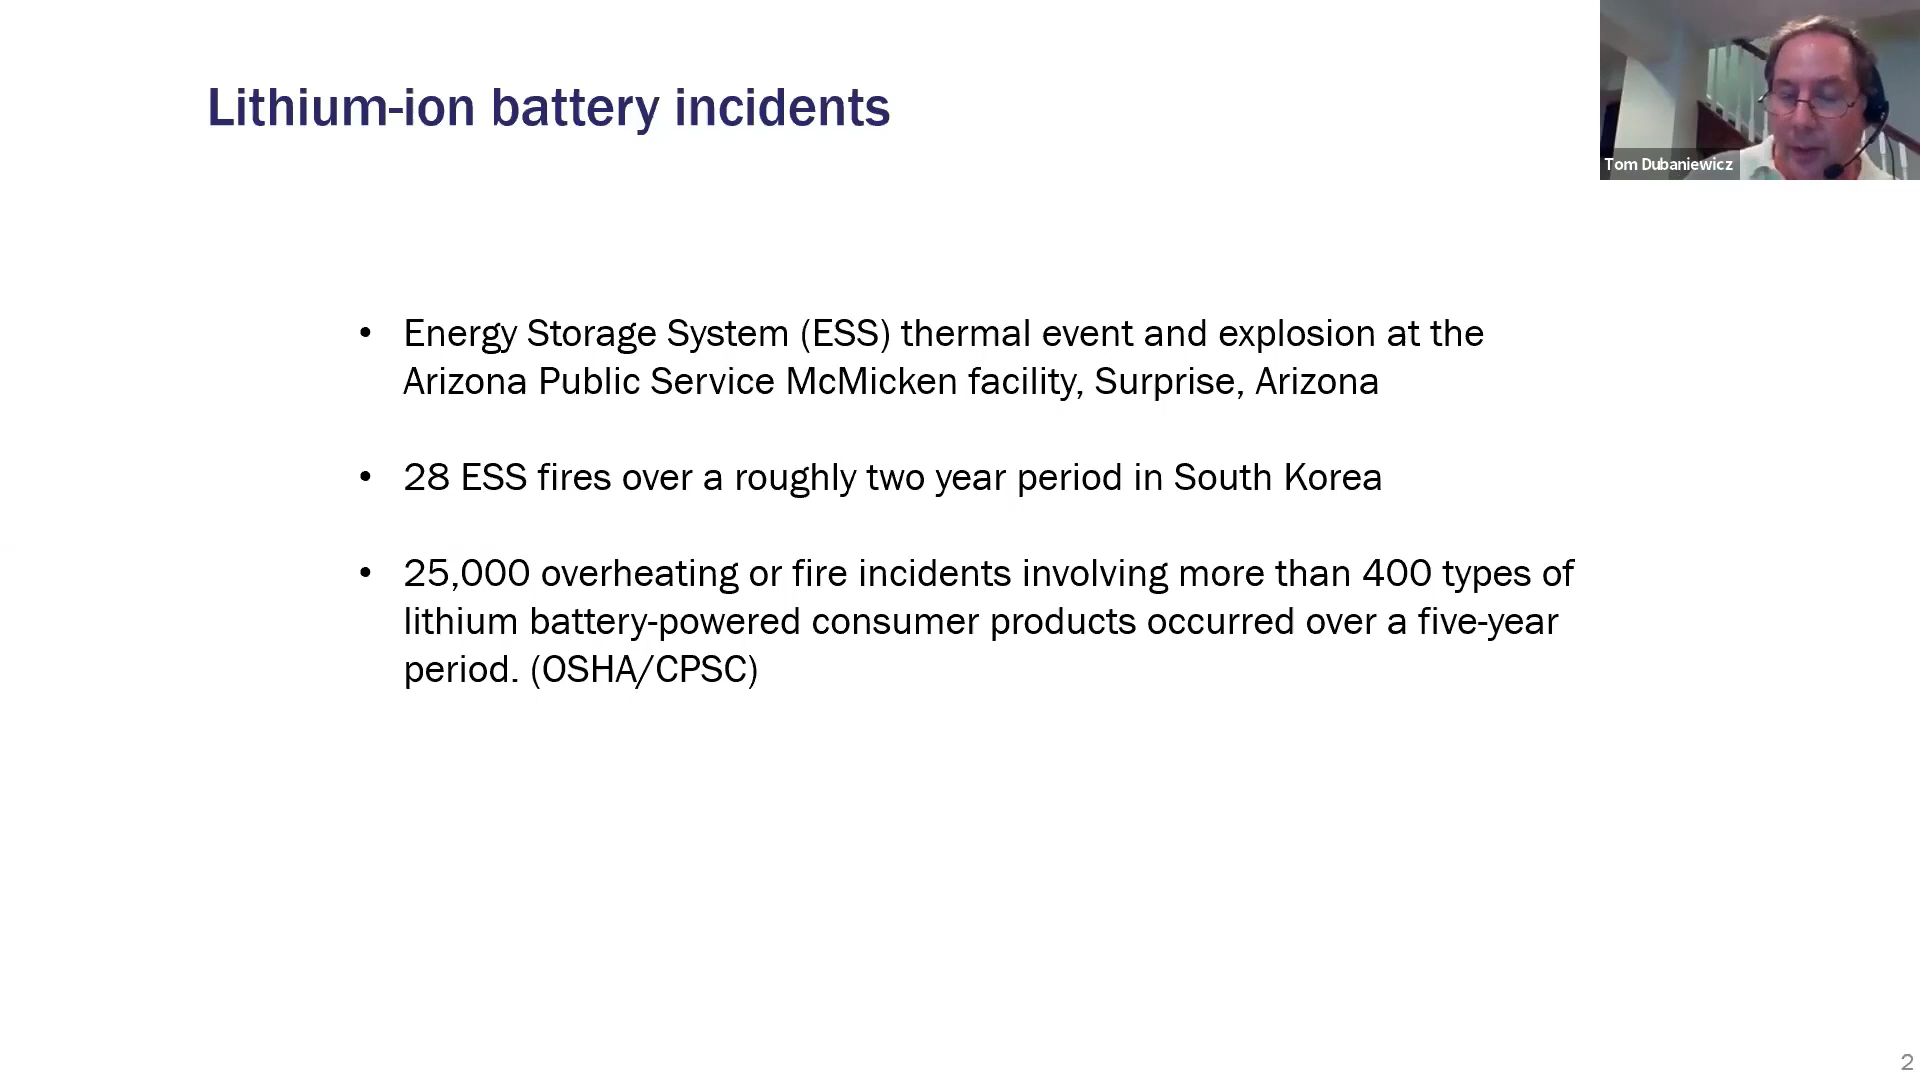 Lithium-ion battery incidents
Tom Dubaniewicz
• Energy Storage System (ESS) thermal event and explosion at the
Arizona Public Service McMicken facility, Surprise, Arizona
• 28 ESS fires over a roughly two year period in South Korea
• 25,000 overheating or fire incidents involving more than 400 types of
lithium battery-powered consumer products occurred over a five-year
period. (OSHA/CPSC)
2